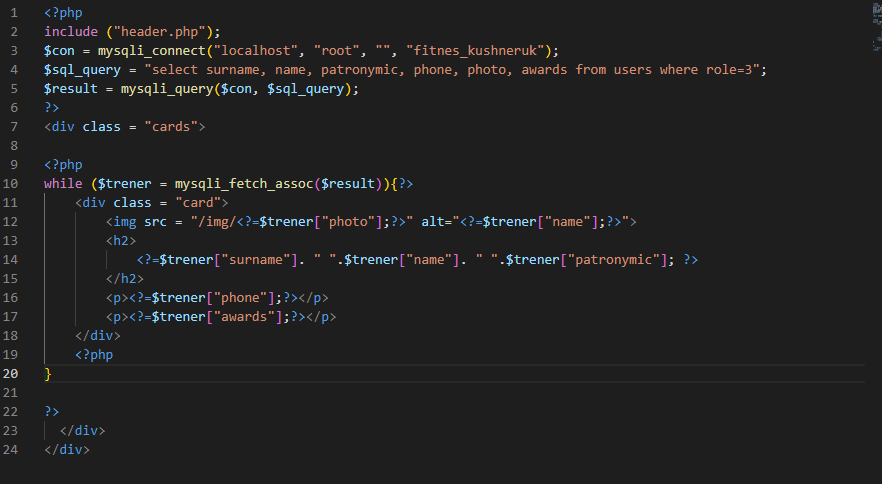 1 <?php
2 include ("header.php");
3 $con = mysqli_connect("localhost", "root", "", "fitnes_kushneruk");
4 $sql_query = "select surname, name, patronymic, phone, photo, awards from users where role=3";
5 $result = mysqli_query($con, $sql_query);
6 ?>
7 <div class = "cards">
8
9 <?php
10 while ($trener = mysqli_fetch_assoc($result)){?>
11     <div class = "card">
12         <img src = "/img/<?=$trener["photo"];?>" alt="<?=$trener["name"];?>">
13         <h2>
14             <?=$trener["surname"]. " ".$trener["name"]. " ".$trener["patronymic"]; ?>
15         </h2>
16         <p><?=$trener["phone"];?></p>
17         <p><?=$trener["awards"];?></p>
18     </div>
19     <?php
20 }
21
22 ?>
23   </div>
24 </div>